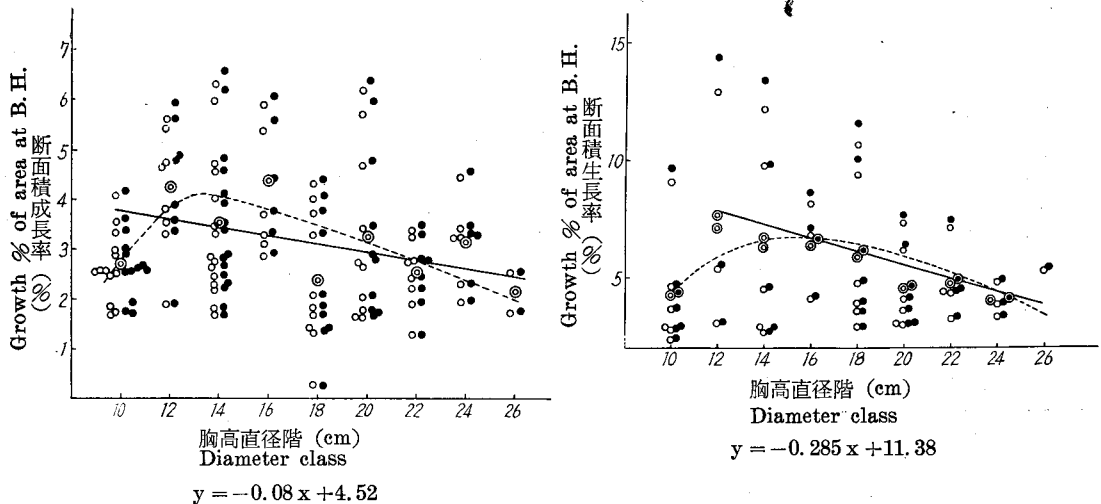 Growth % of area at B.H.
断面積成長率
(%)
7
6
5
4
3
2
1
10 12 14 16 18 20 22 24 26
胸高直径階 (cm)
Diameter class
y=-0.08x+4.52
Growth % of area at B.H.
断面積生長率
(%)
15
10
5
10 12 14 16 18 20 22 24 26
胸高直径階 (cm)
Diameter class
y=-0.285x+11.38